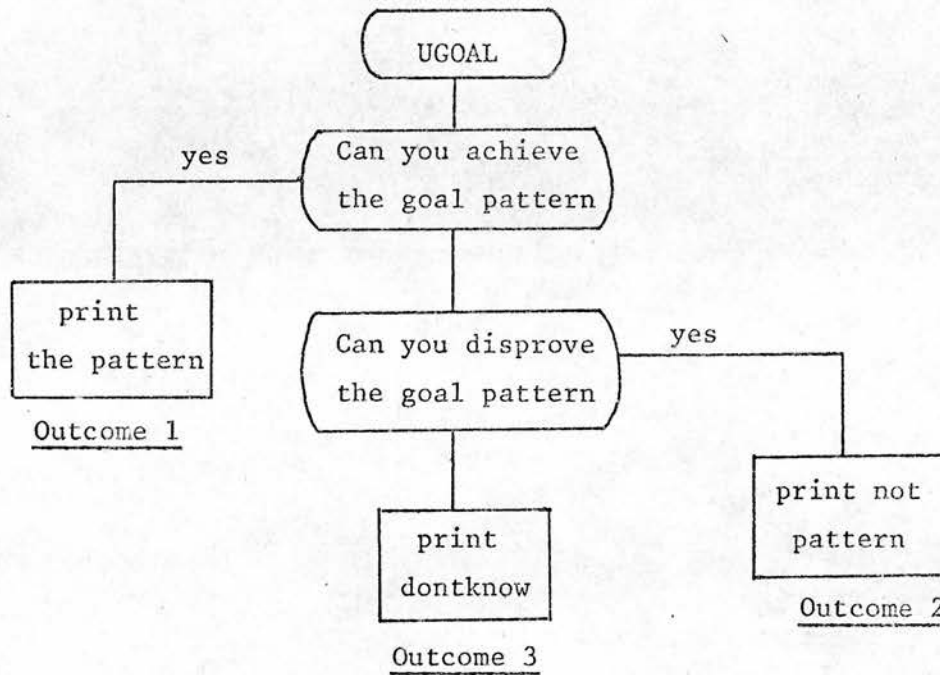 UGOAL
yes
Can you achieve
the goal pattern
print
the pattern
Outcome 1
Can you disprove
the goal pattern
yes
print not
pattern
Outcome 2
print
dontknow
Outcome 3